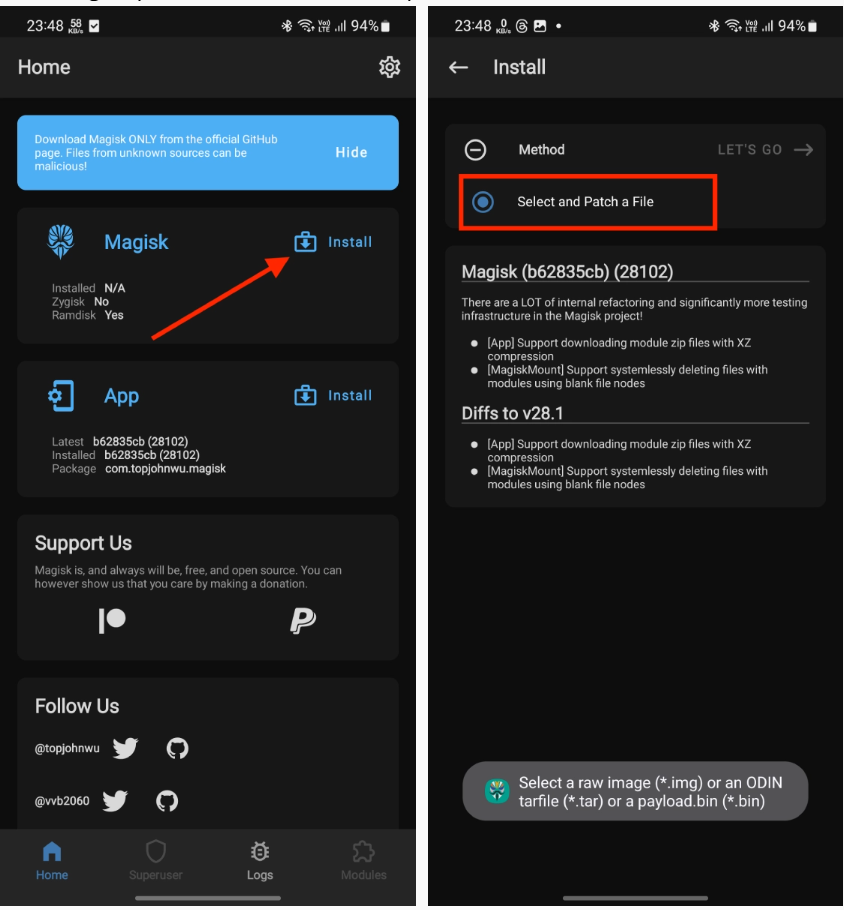 23:48 58 KB/s Vo) LTE 94%
Home
Download Magisk ONLY from the official GitHub
page. Files from unknown sources can be
malicious!
Hide
Magisk
Install
Installed N/A
Zygisk No
Ramdisk Yes
App
Install
Latest b62835cb (28102)
Installed b62835cb (28102)
Package com.topjohnwu.magisk
Support Us
Magisk is, and always will be, free, and open source. You can
however show us that you care by making a donation.
Follow Us
@topjohnwu
@vvb2060
Home Superuser Logs Modules
23:48 0 KB/s Vo) LTE 94%
Install
Method
LET'S GO
Select and Patch a File
Magisk (b62835cb) (28102)
There are a LOT of internal refactoring and significantly more testing
infrastructure in the Magisk project!
[App] Support downloading module zip files with XZ
compression
[MagiskMount] Support systemlessly deleting files with
modules using blank file nodes
Diffs to v28.1
[App] Support downloading module zip files with XZ
compression
[MagiskMount] Support systemlessly deleting files with
modules using blank file nodes
Select a raw image (*.img) or an ODIN
tarfile (*.tar) or a payload.bin (*.bin)